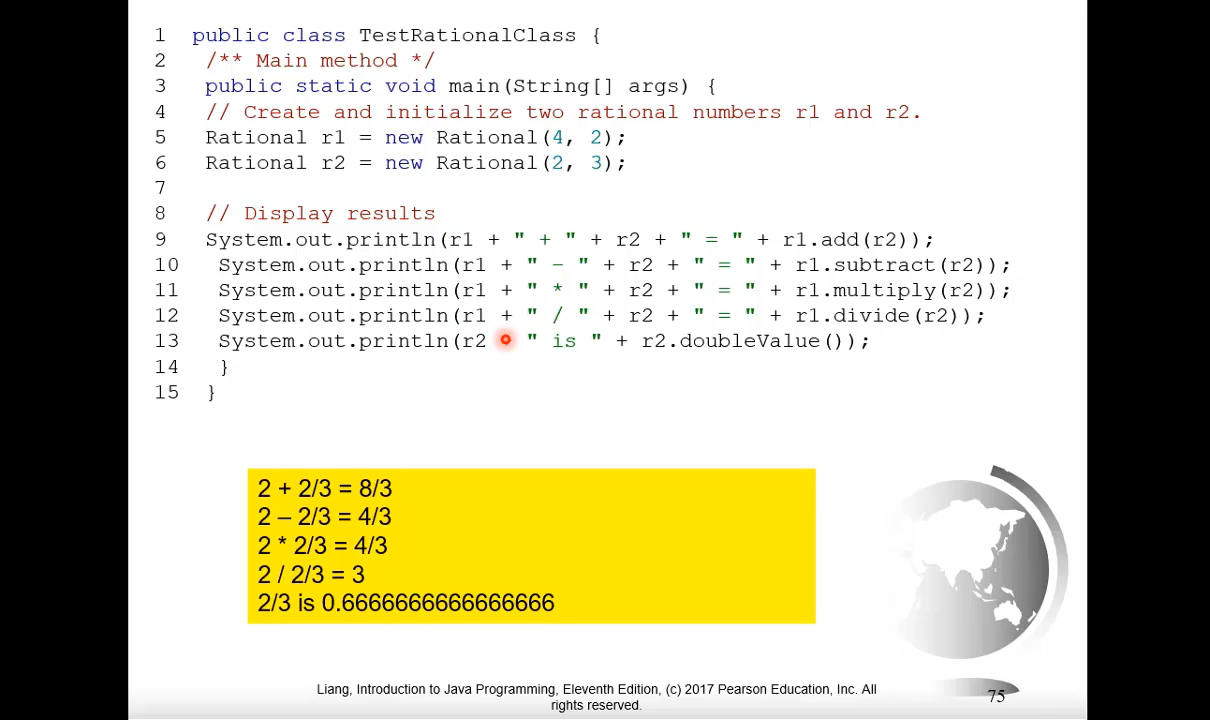 1 public class TestRationalClass {
2 /** Main method */
3 public static void main(String[] args) {
4 // Create and initialize two rational numbers r1 and r2.
5 Rational r1 = new Rational(4, 2);
6 Rational r2 = new Rational(2, 3);
7
8 // Display results
9 System.out.println(r1 + " + " + r2 + " = " + r1.add(r2));
10 System.out.println(r1 + " - " + r2 + " = " + r1.subtract(r2));
11 System.out.println(r1 + " * " + r2 + " = " + r1.multiply(r2));
12 System.out.println(r1 + " / " + r2 + " = " + r1.divide(r2));
13 System.out.println(r2 " is " + r2.doubleValue());
14 }
15 }
2 + 2/3 = 8/3
2 – 2/3 = 4/3
2 * 2/3 = 4/3
2 / 2/3 = 3
2/3 is 0.6666666666666666
Liang, Introduction to Java Programming, Eleventh Edition, (c) 2017 Pearson Education, Inc. All
rights reserved.
75